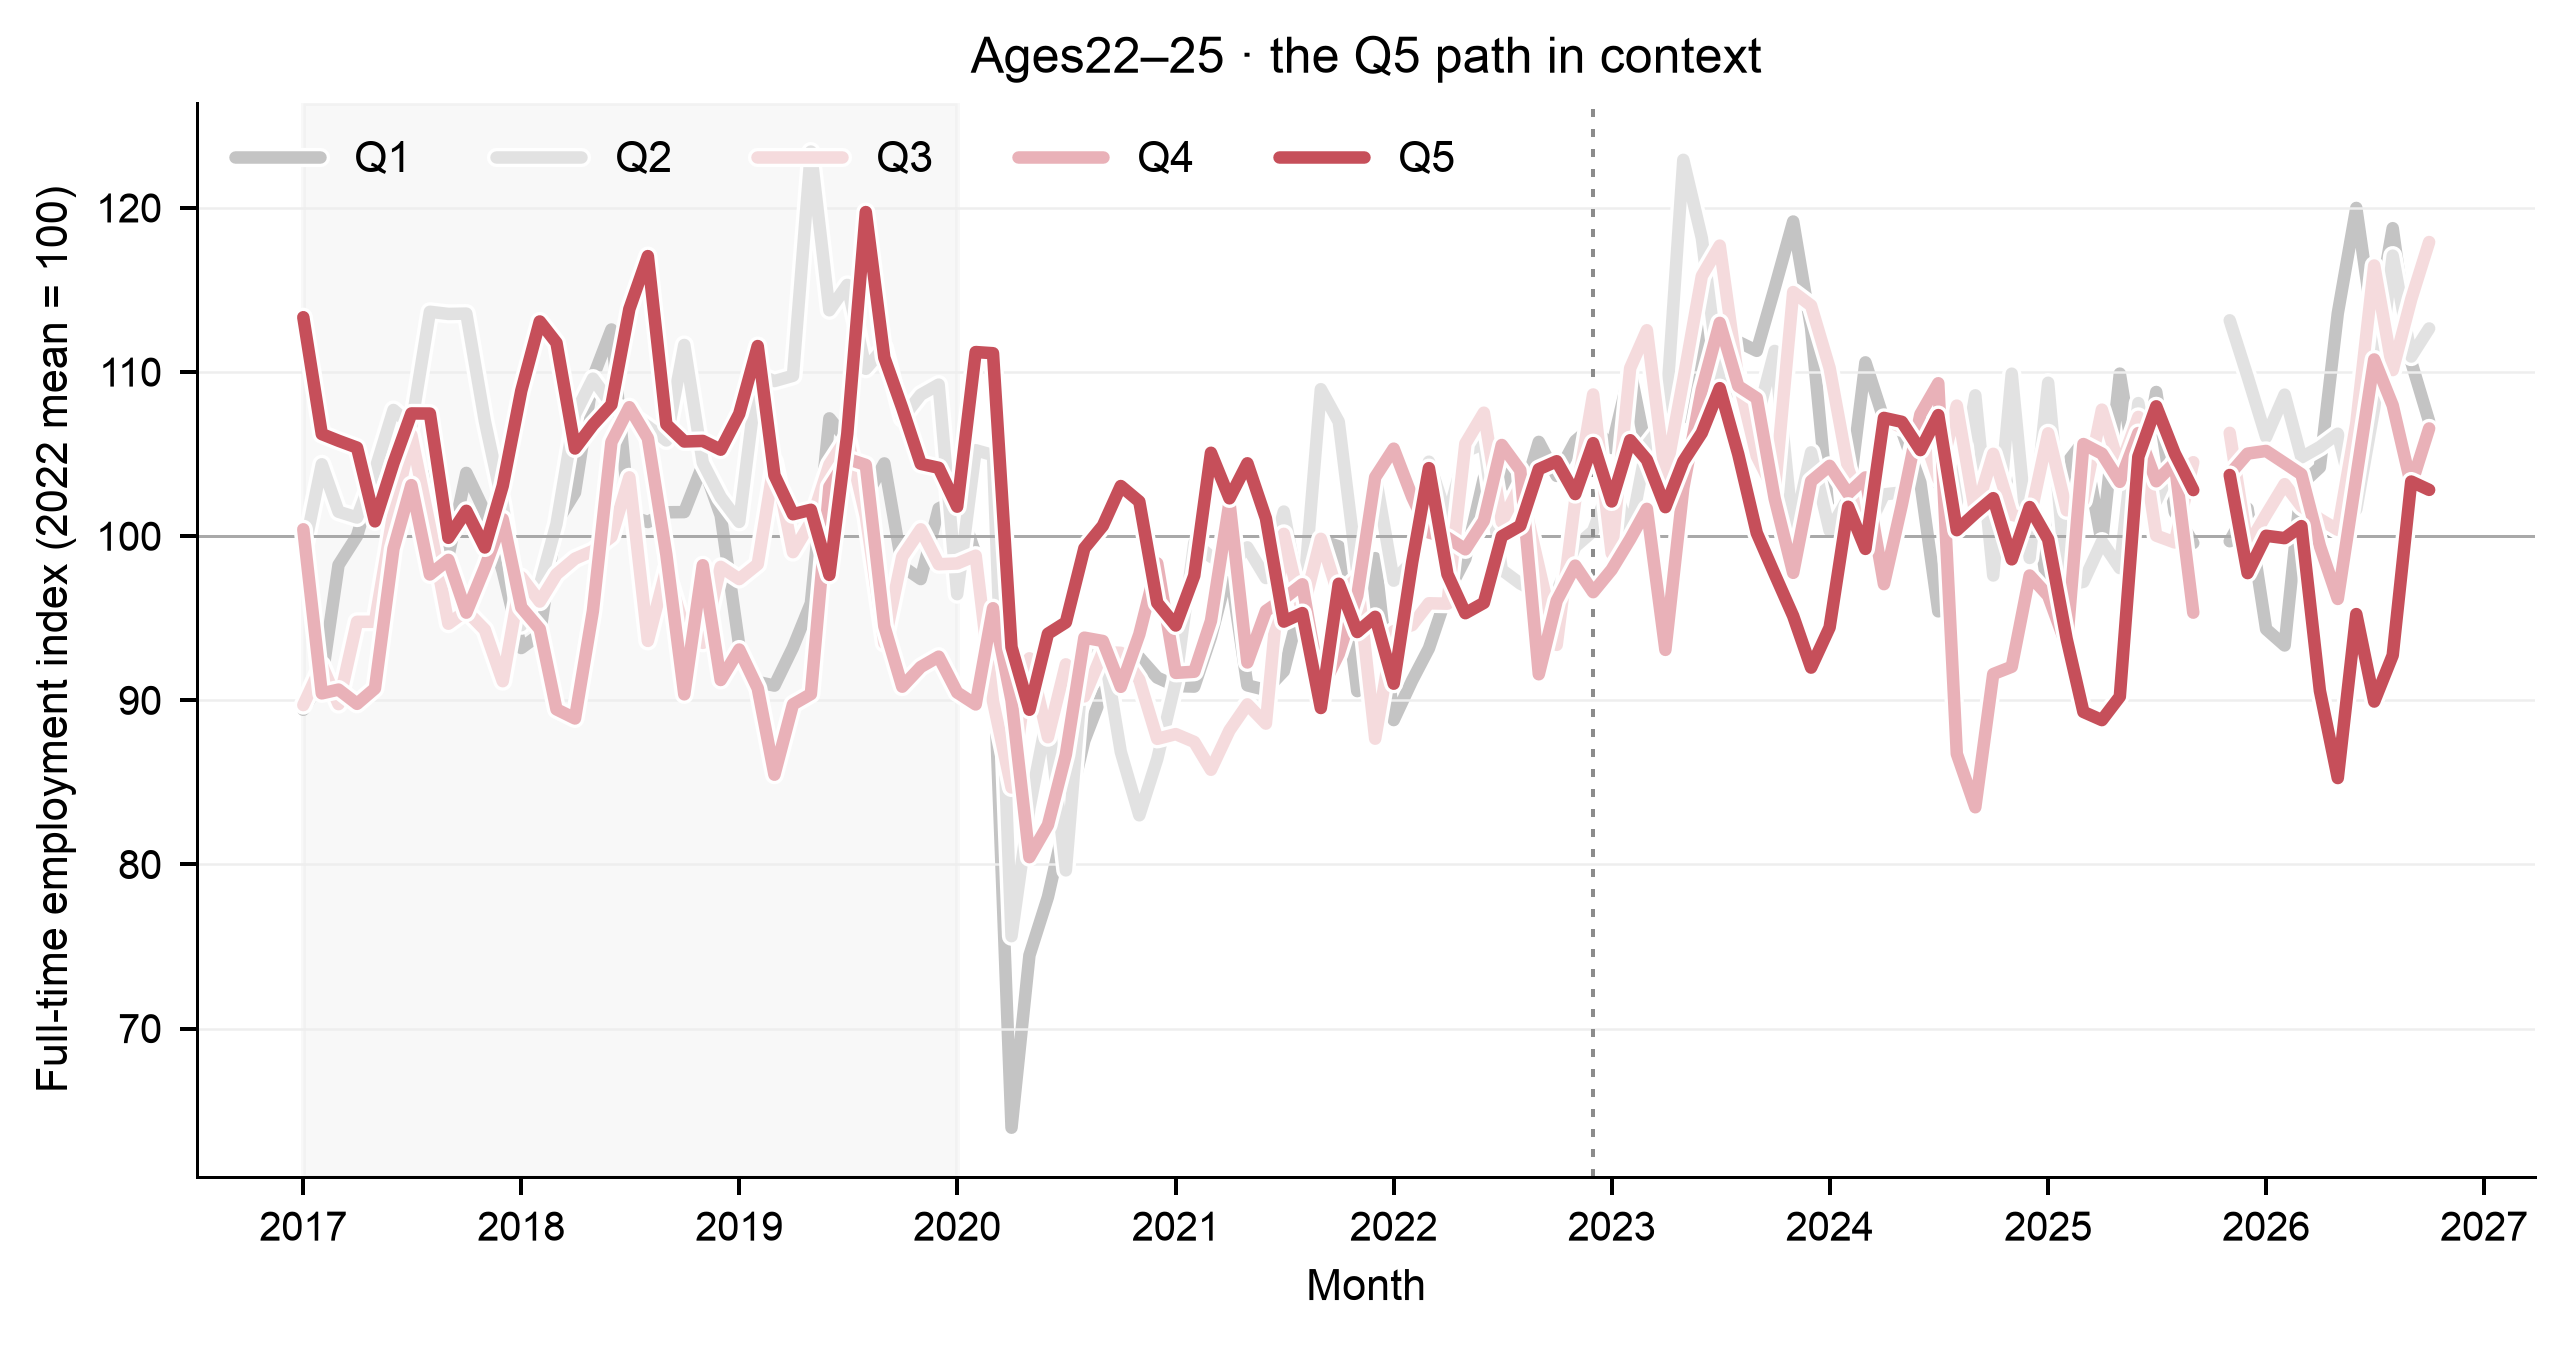 Ages22–25 · the Q5 path in context
Q1 Q2 Q3 Q4 Q5
Full-time employment index (2022 mean = 100)
120
110
100
90
80
70
2017 2018 2019 2020 2021 2022 2023 2024 2025 2026 2027
Month